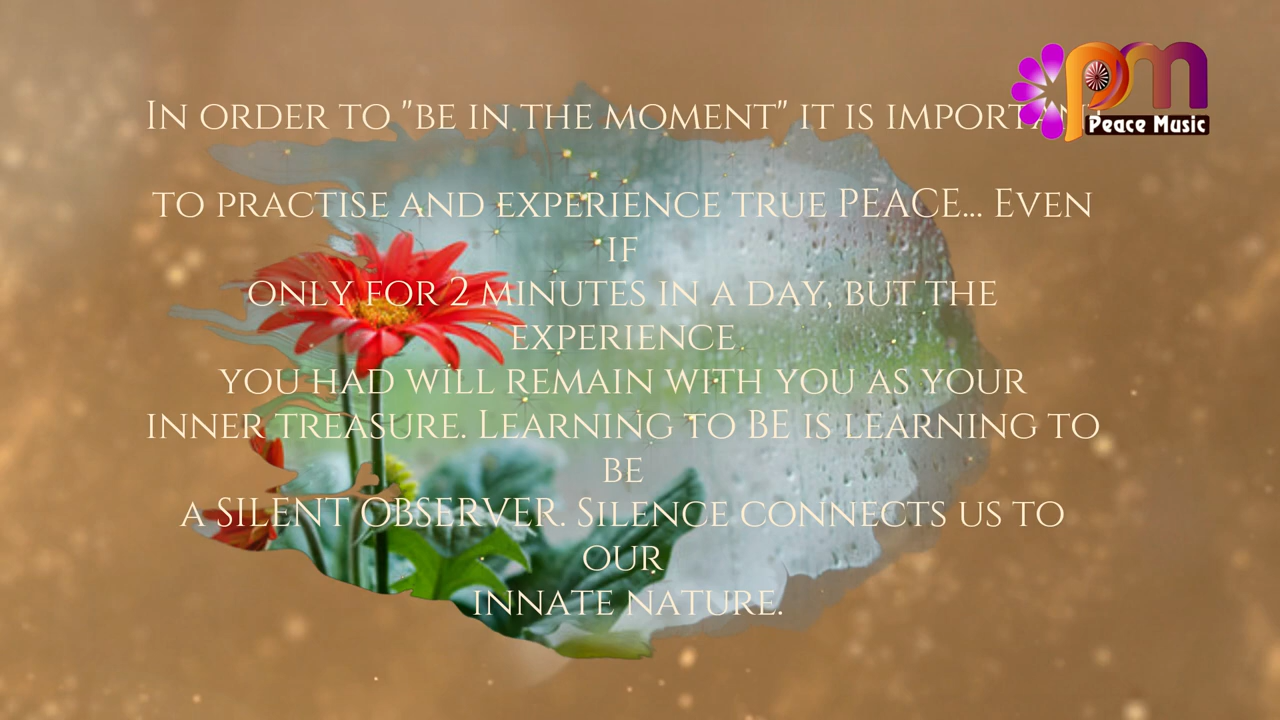 In order to "be in the moment" it is important
to practise and experience true PEACE... Even
if
only for 2 minutes in a day, but the
experience
you had will remain with you as your
inner treasure. Learning to BE is learning to
be
a SILENT OBSERVER. Silence connects us to
our
innate nature.
pm
Peace Music